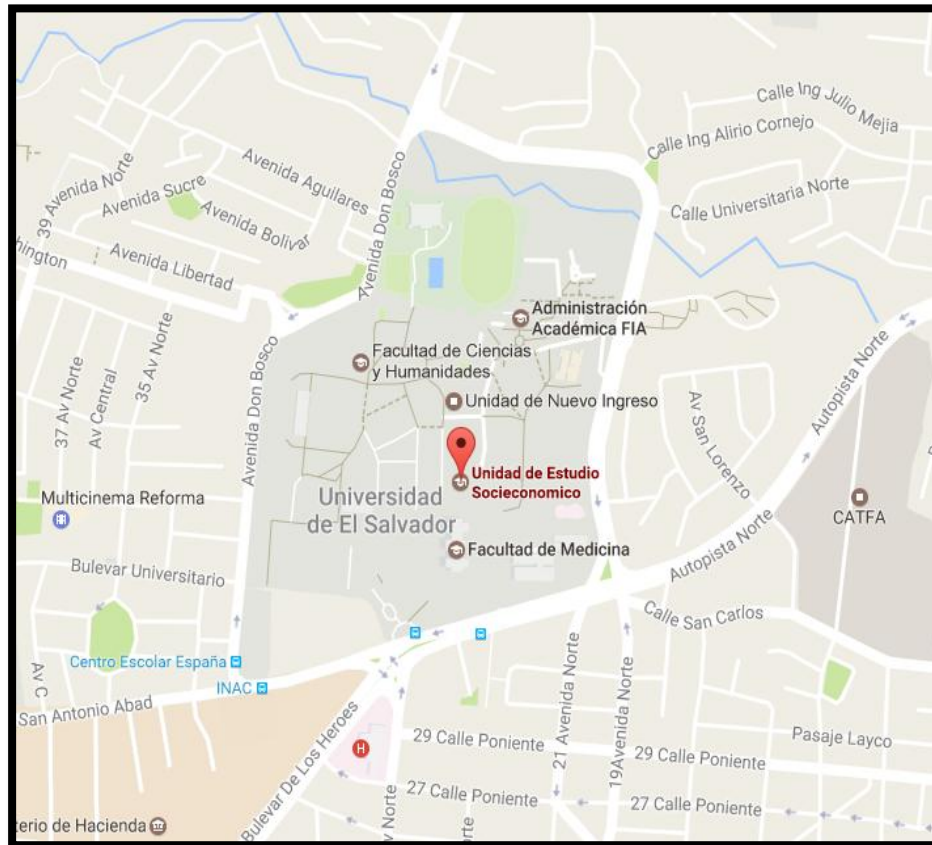 Calle Ing Julio Mejia
Calle Ing Alirio Cornejo
Calle Universitaria Norte
39 Avenida Norte
Avenida Sucre
Avenida Aguilares
Avenida Bolivar
Avenida Don Bosco
hington
Avenida Libertad
Administración
Académica FIA
Facultad de Ciencias
y Humanidades
Unidad de Nuevo Ingreso
37 Av Norte
Av Central
35 Av Norte
Avenida Don Bosco
Av San Lorenzo
Autopista Norte
Multicinema Reforma
Unidad de Estudio
Socieconomico
Universidad
de El Salvador
CATFA
Facultad de Medicina
Autopista Norte
Bulevar Universitario
Calle San Carlos
Centro Escolar España
INAC
Av C
San Antonio Abad
Bulevar De Los Heroes
H
21 Avenida Norte
19Avenida Norte
29 Calle Poniente
29 Calle Poniente
Pasaje Layco
27 Calle Poniente
27 Calle Poniente
v Norte
orte
terio de Hacienda